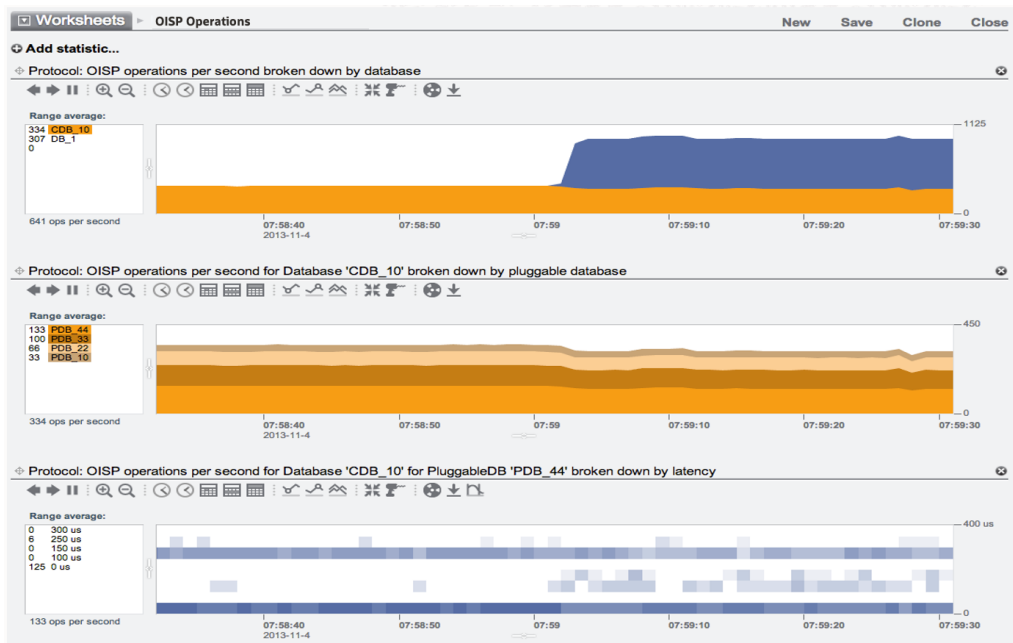 Worksheets OISP Operations New Save Clone Close
Add statistic...
Protocol: OISP operations per second broken down by database
Range average:
334 CDB_10
307 DB_1
0
641 ops per second
1125
0
07:58:40 07:58:50 07:59 07:59:10 07:59:20 07:59:30
2013-11-4
Protocol: OISP operations per second for Database 'CDB_10' broken down by pluggable database
Range average:
133 PDB_44
100 PDB_33
66 PDB_22
33 PDB_10
334 ops per second
450
0
07:58:40 07:58:50 07:59 07:59:10 07:59:20 07:59:30
2013-11-4
Protocol: OISP operations per second for Database 'CDB_10' for PluggableDB 'PDB_44' broken down by latency
Range average:
0 300 us
6 250 us
0 150 us
0 100 us
125 0 us
133 ops per second
400 us
0
07:58:40 07:58:50 07:59 07:59:10 07:59:20 07:59:30
2013-11-4